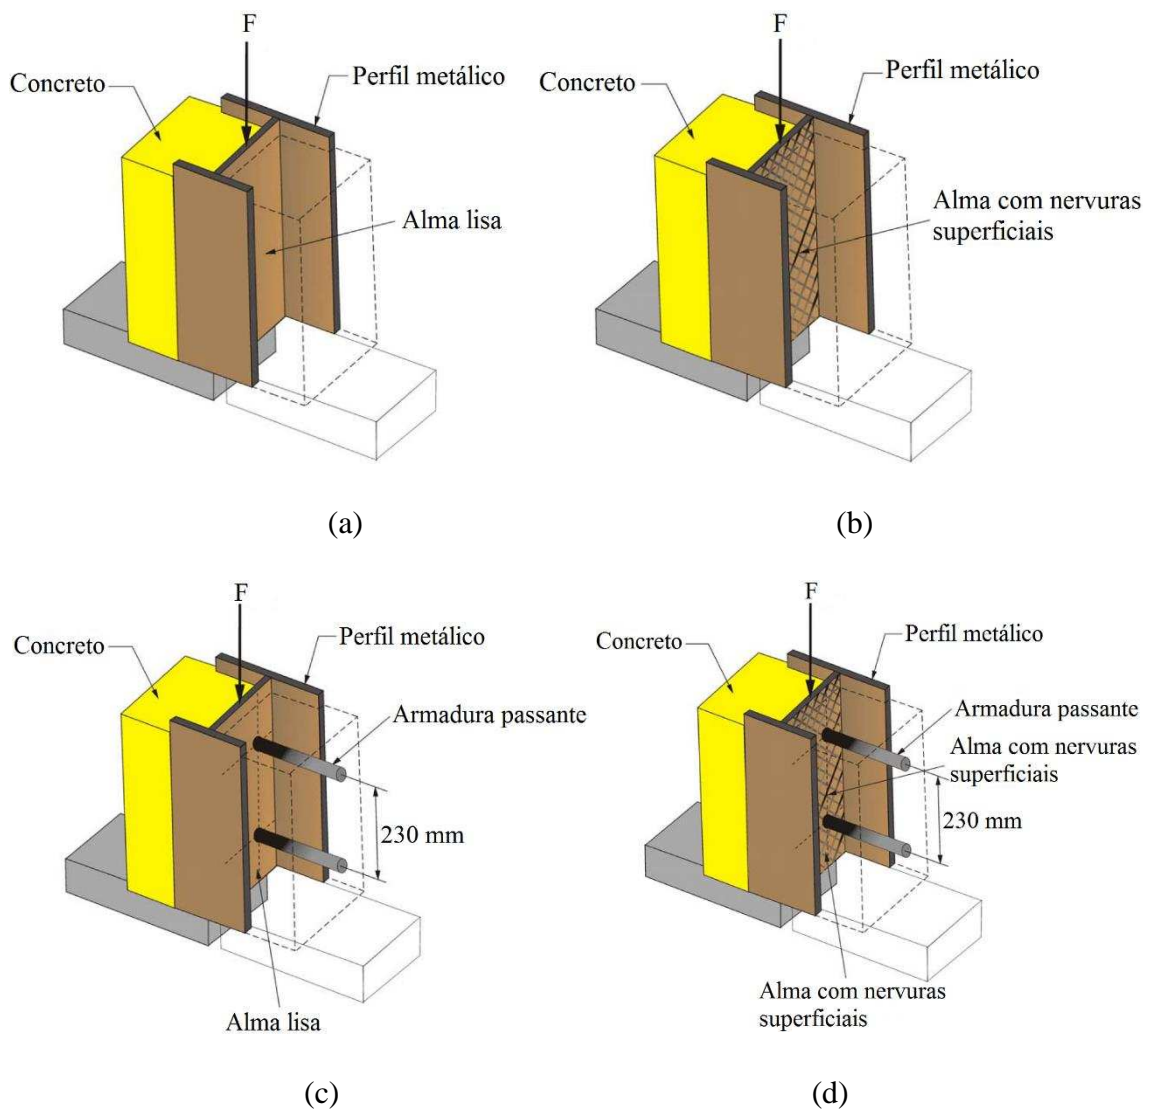 F
Concreto
Perfil metálico
Alma lisa
(a)
F
Concreto
Perfil metálico
Alma com nervuras
superficiais
(b)
F
Concreto
Perfil metálico
Armadura passante
230 mm
Alma lisa
(c)
F
Concreto
Perfil metálico
Armadura passante
Alma com nervuras
superficiais
230 mm
Alma com nervuras
superficiais
(d)